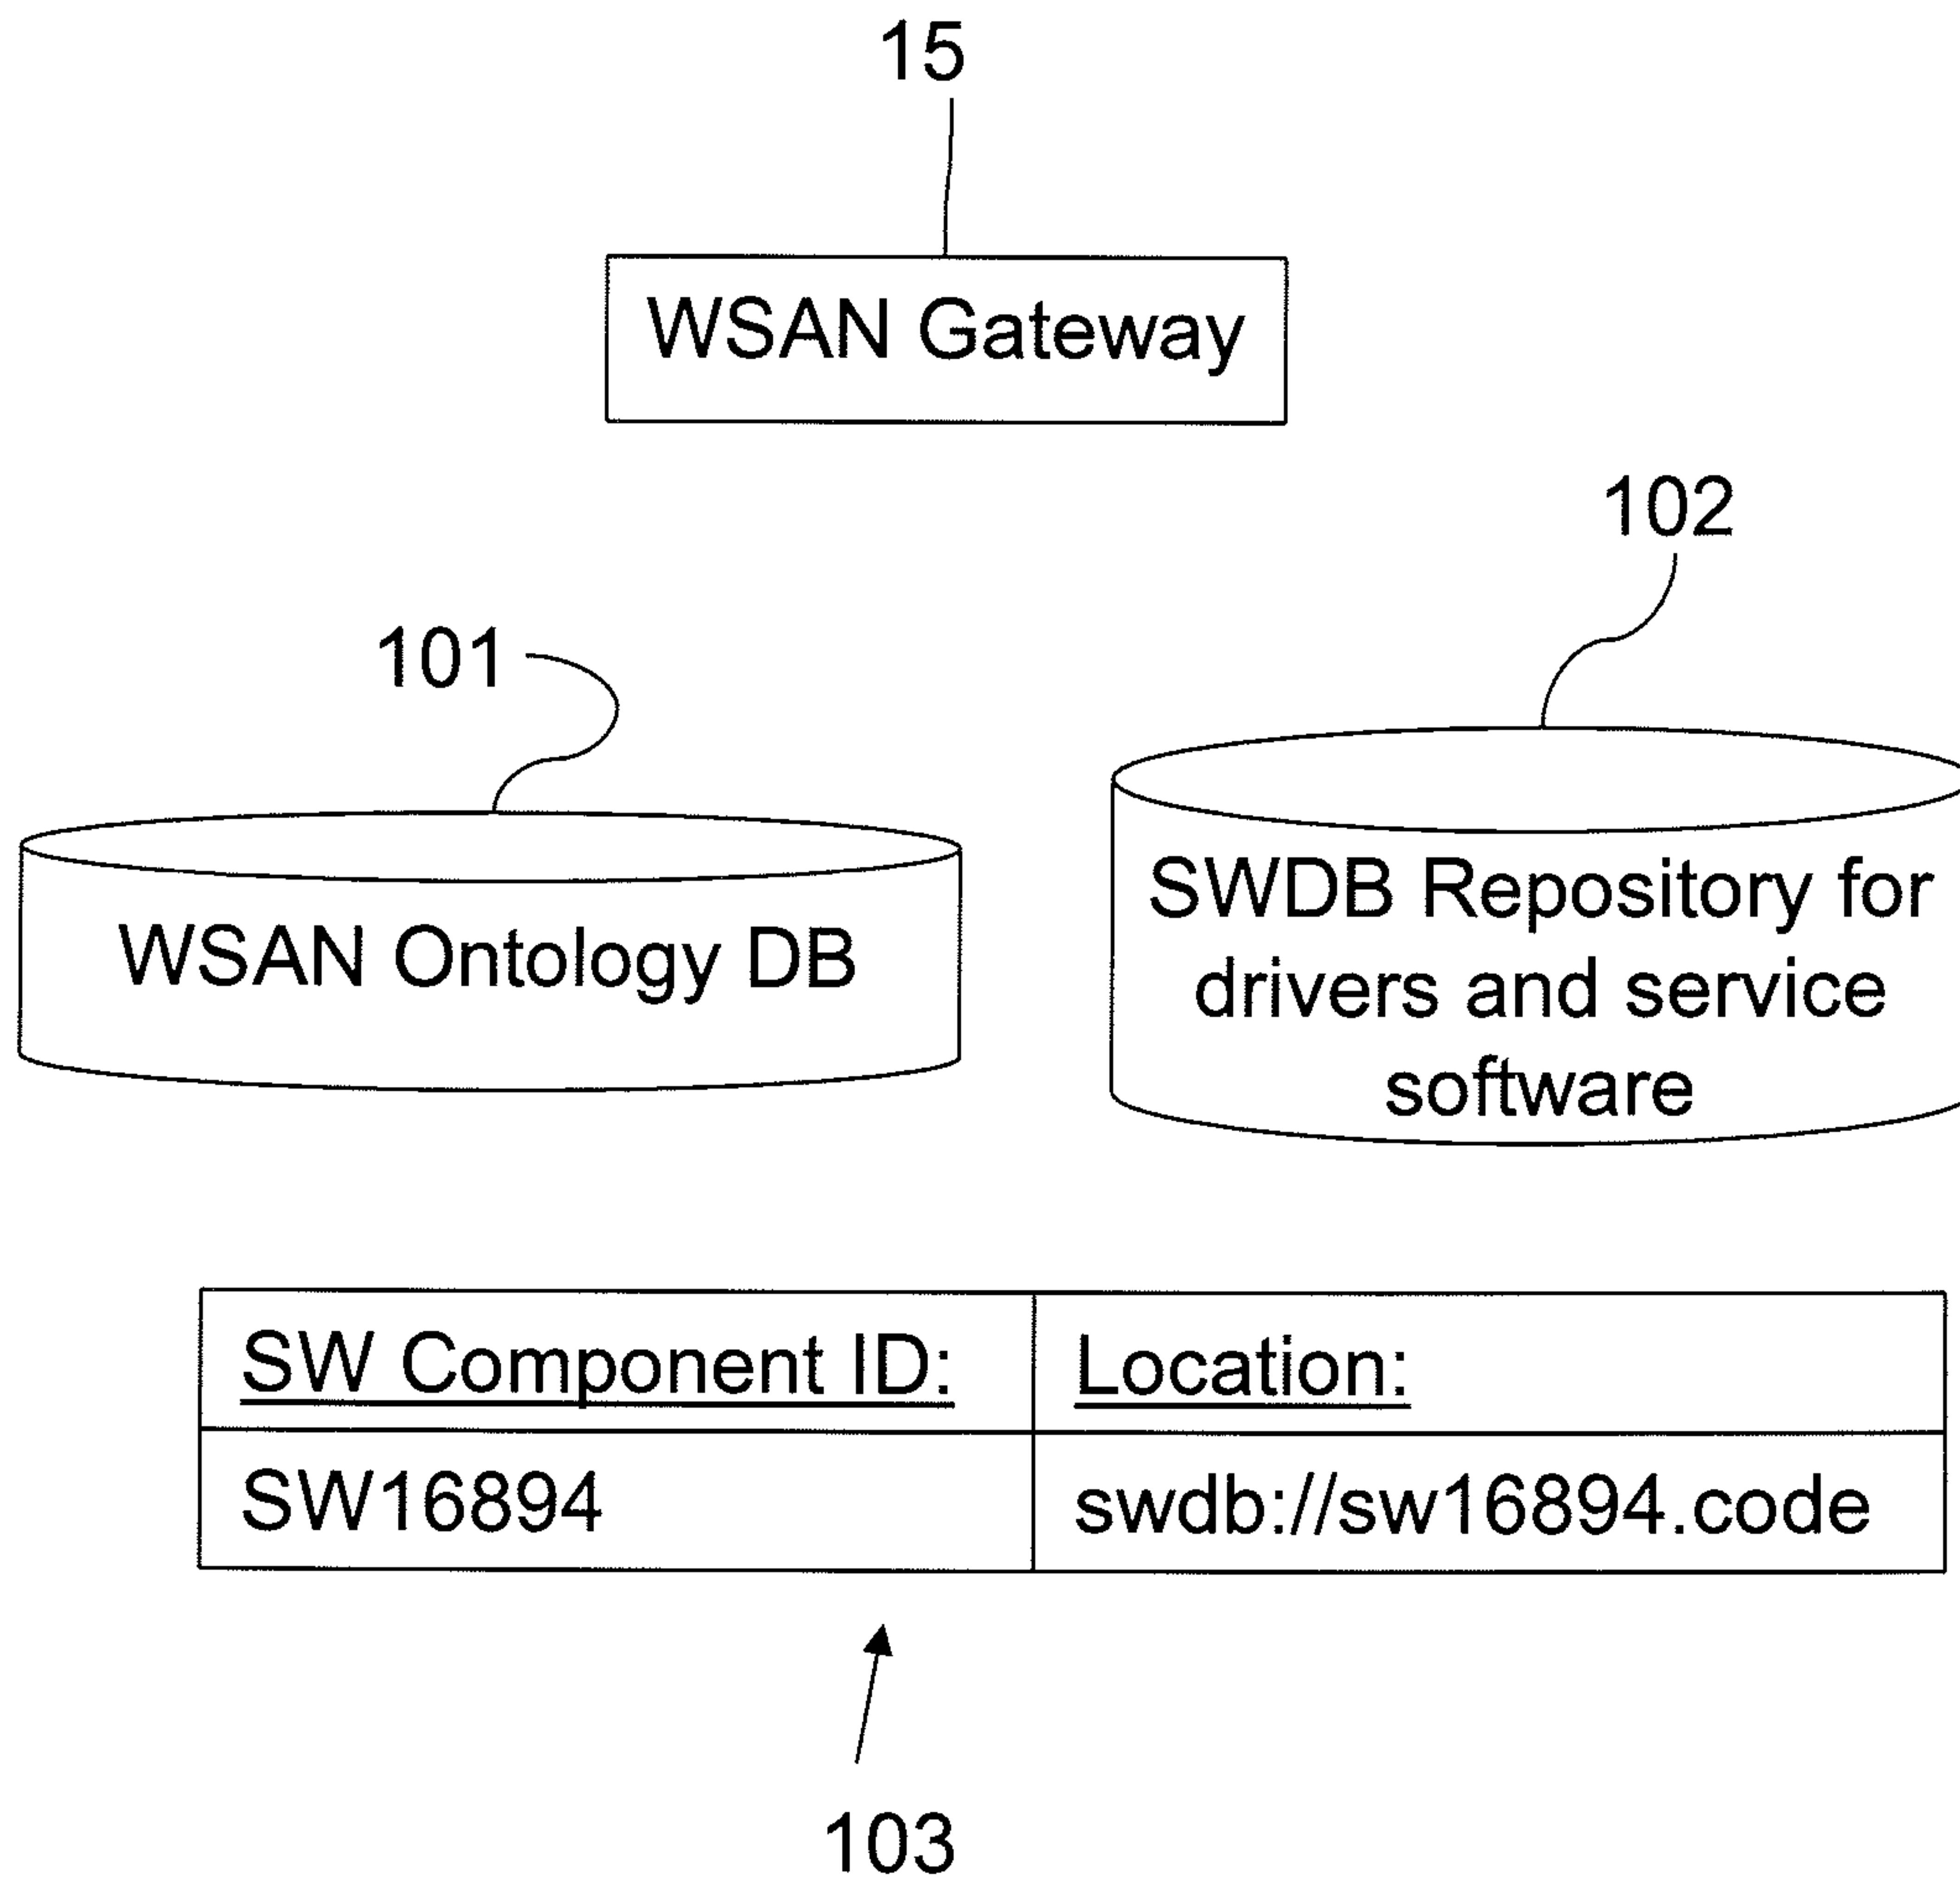 15
WSAN Gateway
102
101
WSAN Ontology DB
SWDB Repository for
drivers and service
software
SW Component ID: Location:
SW16894 swdb://sw16894.code
103